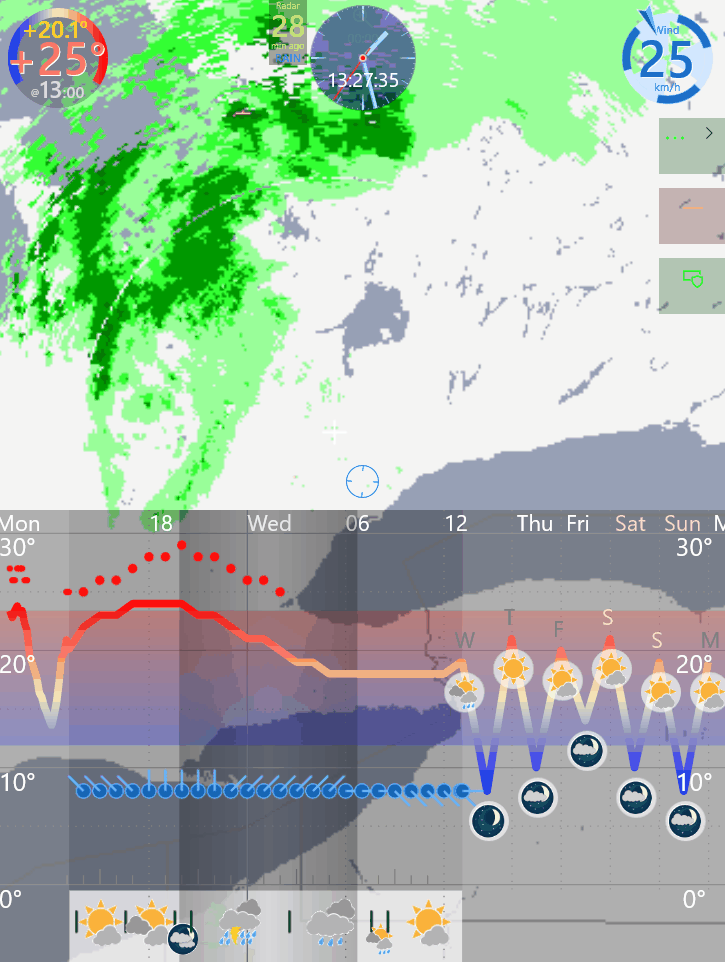 +20.1°
+25°
@13:00
Radar
28
min ago
RAIN
13:27:35
Wind
25
km/h
Mon 18 Wed 06 12 Thu Fri Sat Sun M
30° 30°
W T F S S M
20° 20°
10° 10°
0° 0°